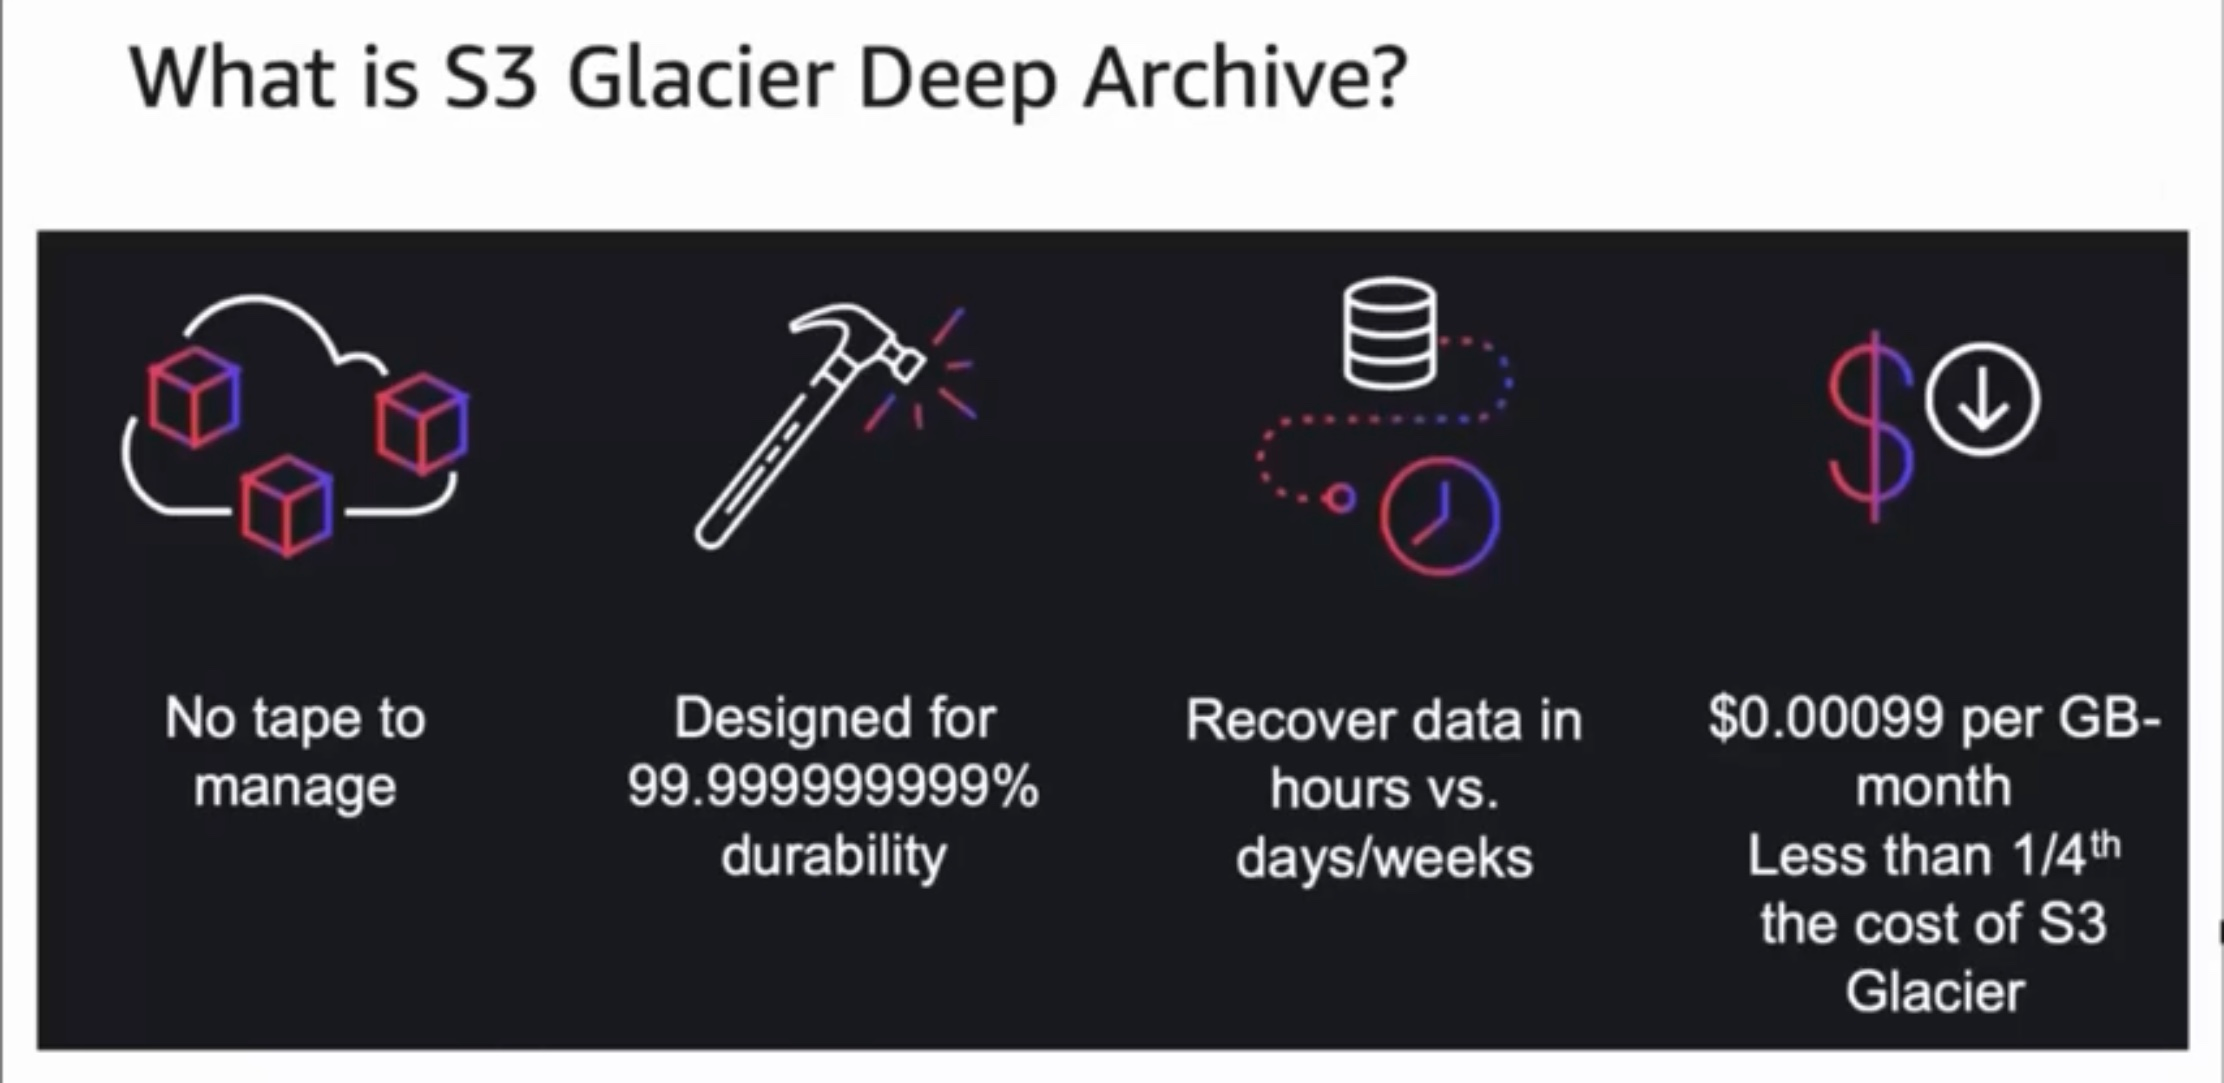 What is S3 Glacier Deep Archive?
No tape to
manage
Designed for
99.999999999%
durability
Recover data in
hours vs.
days/weeks
$0.00099 per GB-
month
Less than 1/4th
the cost of S3
Glacier